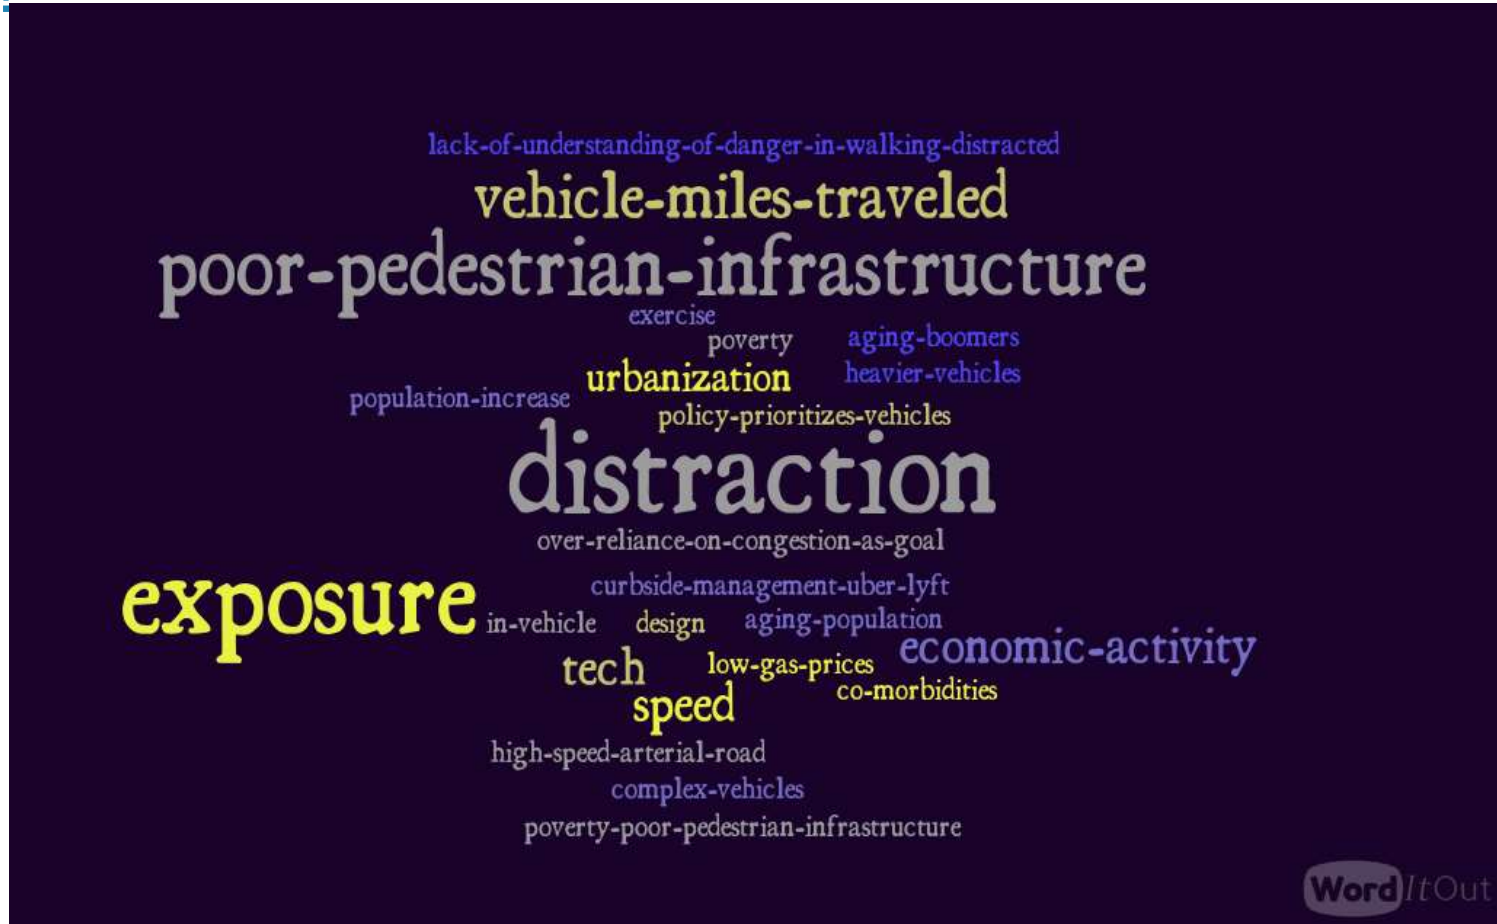 lack-of-understanding-of-danger-in-walking-distracted
vehicle-miles-traveled
poor-pedestrian-infrastructure
exercise
poverty aging-boomers
urbanization heavier-vehicles
population-increase
policy-prioritizes-vehicles
distraction
over-reliance-on-congestion-as-goal
exposure
curbside-management-uber-lyft
in-vehicle design aging-population
economic-activity
tech low-gas-prices
co-morbidities
speed
high-speed-arterial-road
complex-vehicles
poverty-poor-pedestrian-infrastructure
WordItOut